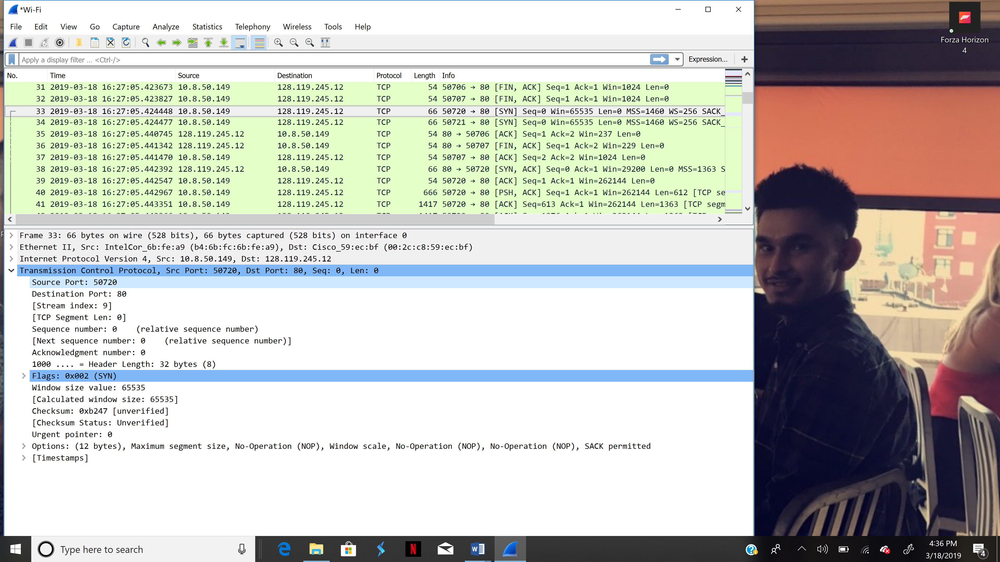 *Wi-Fi
File Edit View Go Capture Analyze Statistics Telephony Wireless Tools Help
Apply a display filter ... <Ctrl-/> Expression...
No. Time Source Destination Protocol Length Info
31 2019-03-18 16:27:05.423673 10.8.50.149 128.119.245.12 TCP 54 50706 → 80 [FIN, ACK] Seq=1 Ack=1 Win=1024 Len=0
32 2019-03-18 16:27:05.423827 10.8.50.149 128.119.245.12 TCP 54 50707 → 80 [FIN, ACK] Seq=1 Ack=1 Win=1024 Len=0
33 2019-03-18 16:27:05.424448 10.8.50.149 128.119.245.12 TCP 66 50720 → 80 [SYN] Seq=0 Win=65535 Len=0 MSS=1460 WS=256 SACK_
34 2019-03-18 16:27:05.424477 10.8.50.149 128.119.245.12 TCP 66 50721 → 80 [SYN] Seq=0 Win=65535 Len=0 MSS=1460 WS=256 SACK_
35 2019-03-18 16:27:05.440745 128.119.245.12 10.8.50.149 TCP 54 80 → 50706 [ACK] Seq=1 Ack=2 Win=237 Len=0
36 2019-03-18 16:27:05.441342 128.119.245.12 10.8.50.149 TCP 54 80 → 50707 [FIN, ACK] Seq=1 Ack=2 Win=229 Len=0
37 2019-03-18 16:27:05.441470 10.8.50.149 128.119.245.12 TCP 54 50707 → 80 [ACK] Seq=2 Ack=2 Win=1024 Len=0
38 2019-03-18 16:27:05.442392 128.119.245.12 10.8.50.149 TCP 66 80 → 50720 [SYN, ACK] Seq=0 Ack=1 Win=29200 Len=0 MSS=1363 S
39 2019-03-18 16:27:05.442547 10.8.50.149 128.119.245.12 TCP 54 50720 → 80 [ACK] Seq=1 Ack=1 Win=262144 Len=0
40 2019-03-18 16:27:05.442967 10.8.50.149 128.119.245.12 TCP 666 50720 → 80 [PSH, ACK] Seq=1 Ack=1 Win=262144 Len=612 [TCP se
41 2019-03-18 16:27:05.443351 10.8.50.149 128.119.245.12 TCP 1417 50720 → 80 [ACK] Seq=613 Ack=1 Win=262144 Len=1363 [TCP segm
Frame 33: 66 bytes on wire (528 bits), 66 bytes captured (528 bits) on interface 0
Ethernet II, Src: IntelCor_6b:fe:a9 (b4:6b:fc:6b:fe:a9), Dst: Cisco_59:ec:bf (00:2c:c8:59:ec:bf)
Internet Protocol Version 4, Src: 10.8.50.149, Dst: 128.119.245.12
Transmission Control Protocol, Src Port: 50720, Dst Port: 80, Seq: 0, Len: 0
Source Port: 50720
Destination Port: 80
[Stream index: 9]
[TCP Segment Len: 0]
Sequence number: 0 (relative sequence number)
[Next sequence number: 0 (relative sequence number)]
Acknowledgment number: 0
1000 .... = Header Length: 32 bytes (8)
Flags: 0x002 (SYN)
Window size value: 65535
[Calculated window size: 65535]
Checksum: 0xb247 [unverified]
[Checksum Status: Unverified]
Urgent pointer: 0
Options: (12 bytes), Maximum segment size, No-Operation (NOP), Window scale, No-Operation (NOP), No-Operation (NOP), SACK permitted
[Timestamps]
Forza Horizon
4
Type here to search
4:36 PM
3/18/2019
4